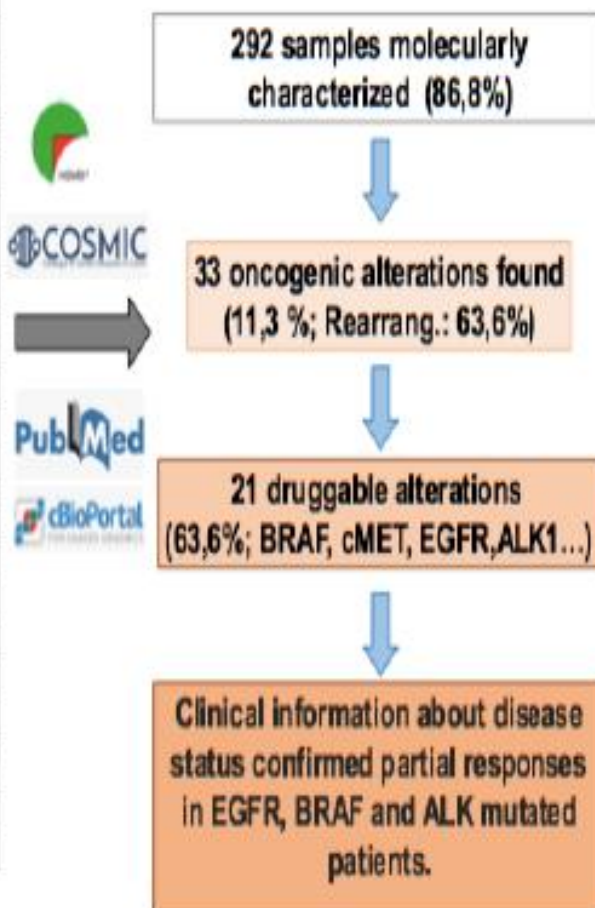 292 samples molecularly
characterized (86,8%)
COSMIC
33 oncogenic alterations found
(11,3 %; Rearrang.: 63,6%)
PubMed
cBioPortal
21 druggable alterations
(63,6%; BRAF, cMET, EGFR,ALK1...)
Clinical information about disease
status confirmed partial responses
in EGFR, BRAF and ALK mutated
patients.